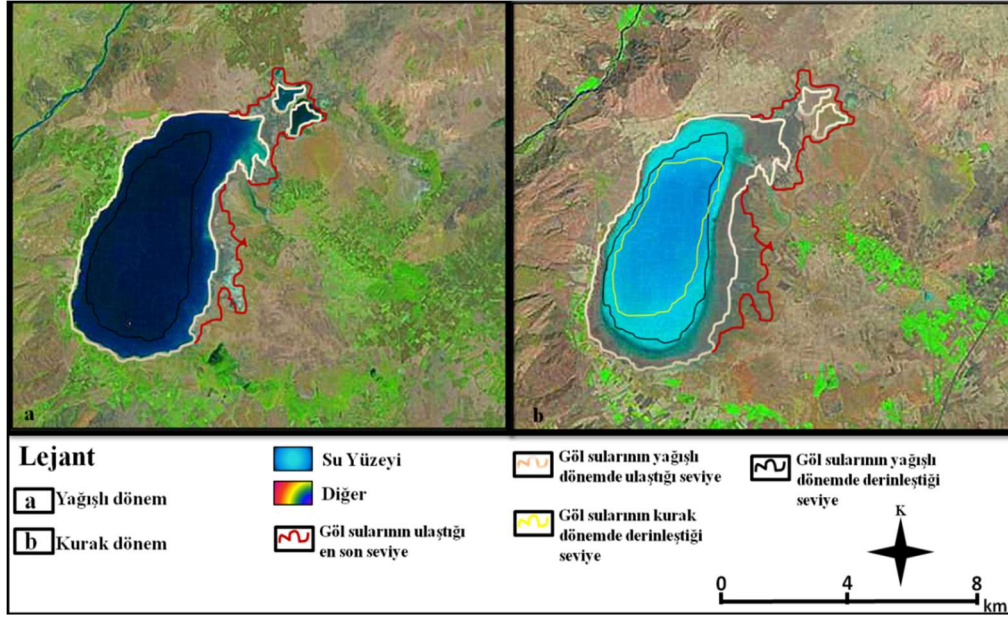 a
b
Lejant
a Yağışlı dönem
b Kurak dönem
Su Yüzeyi
Diğer
Göl sularının ulaştığı
en son seviye
Göl sularının yağışlı
dönemde ulaştığı seviye
Göl sularının kurak
dönemde derinleştiği
seviye
Göl sularının yağışlı
dönemde derinleştiği
seviye
K
0 4 8
km